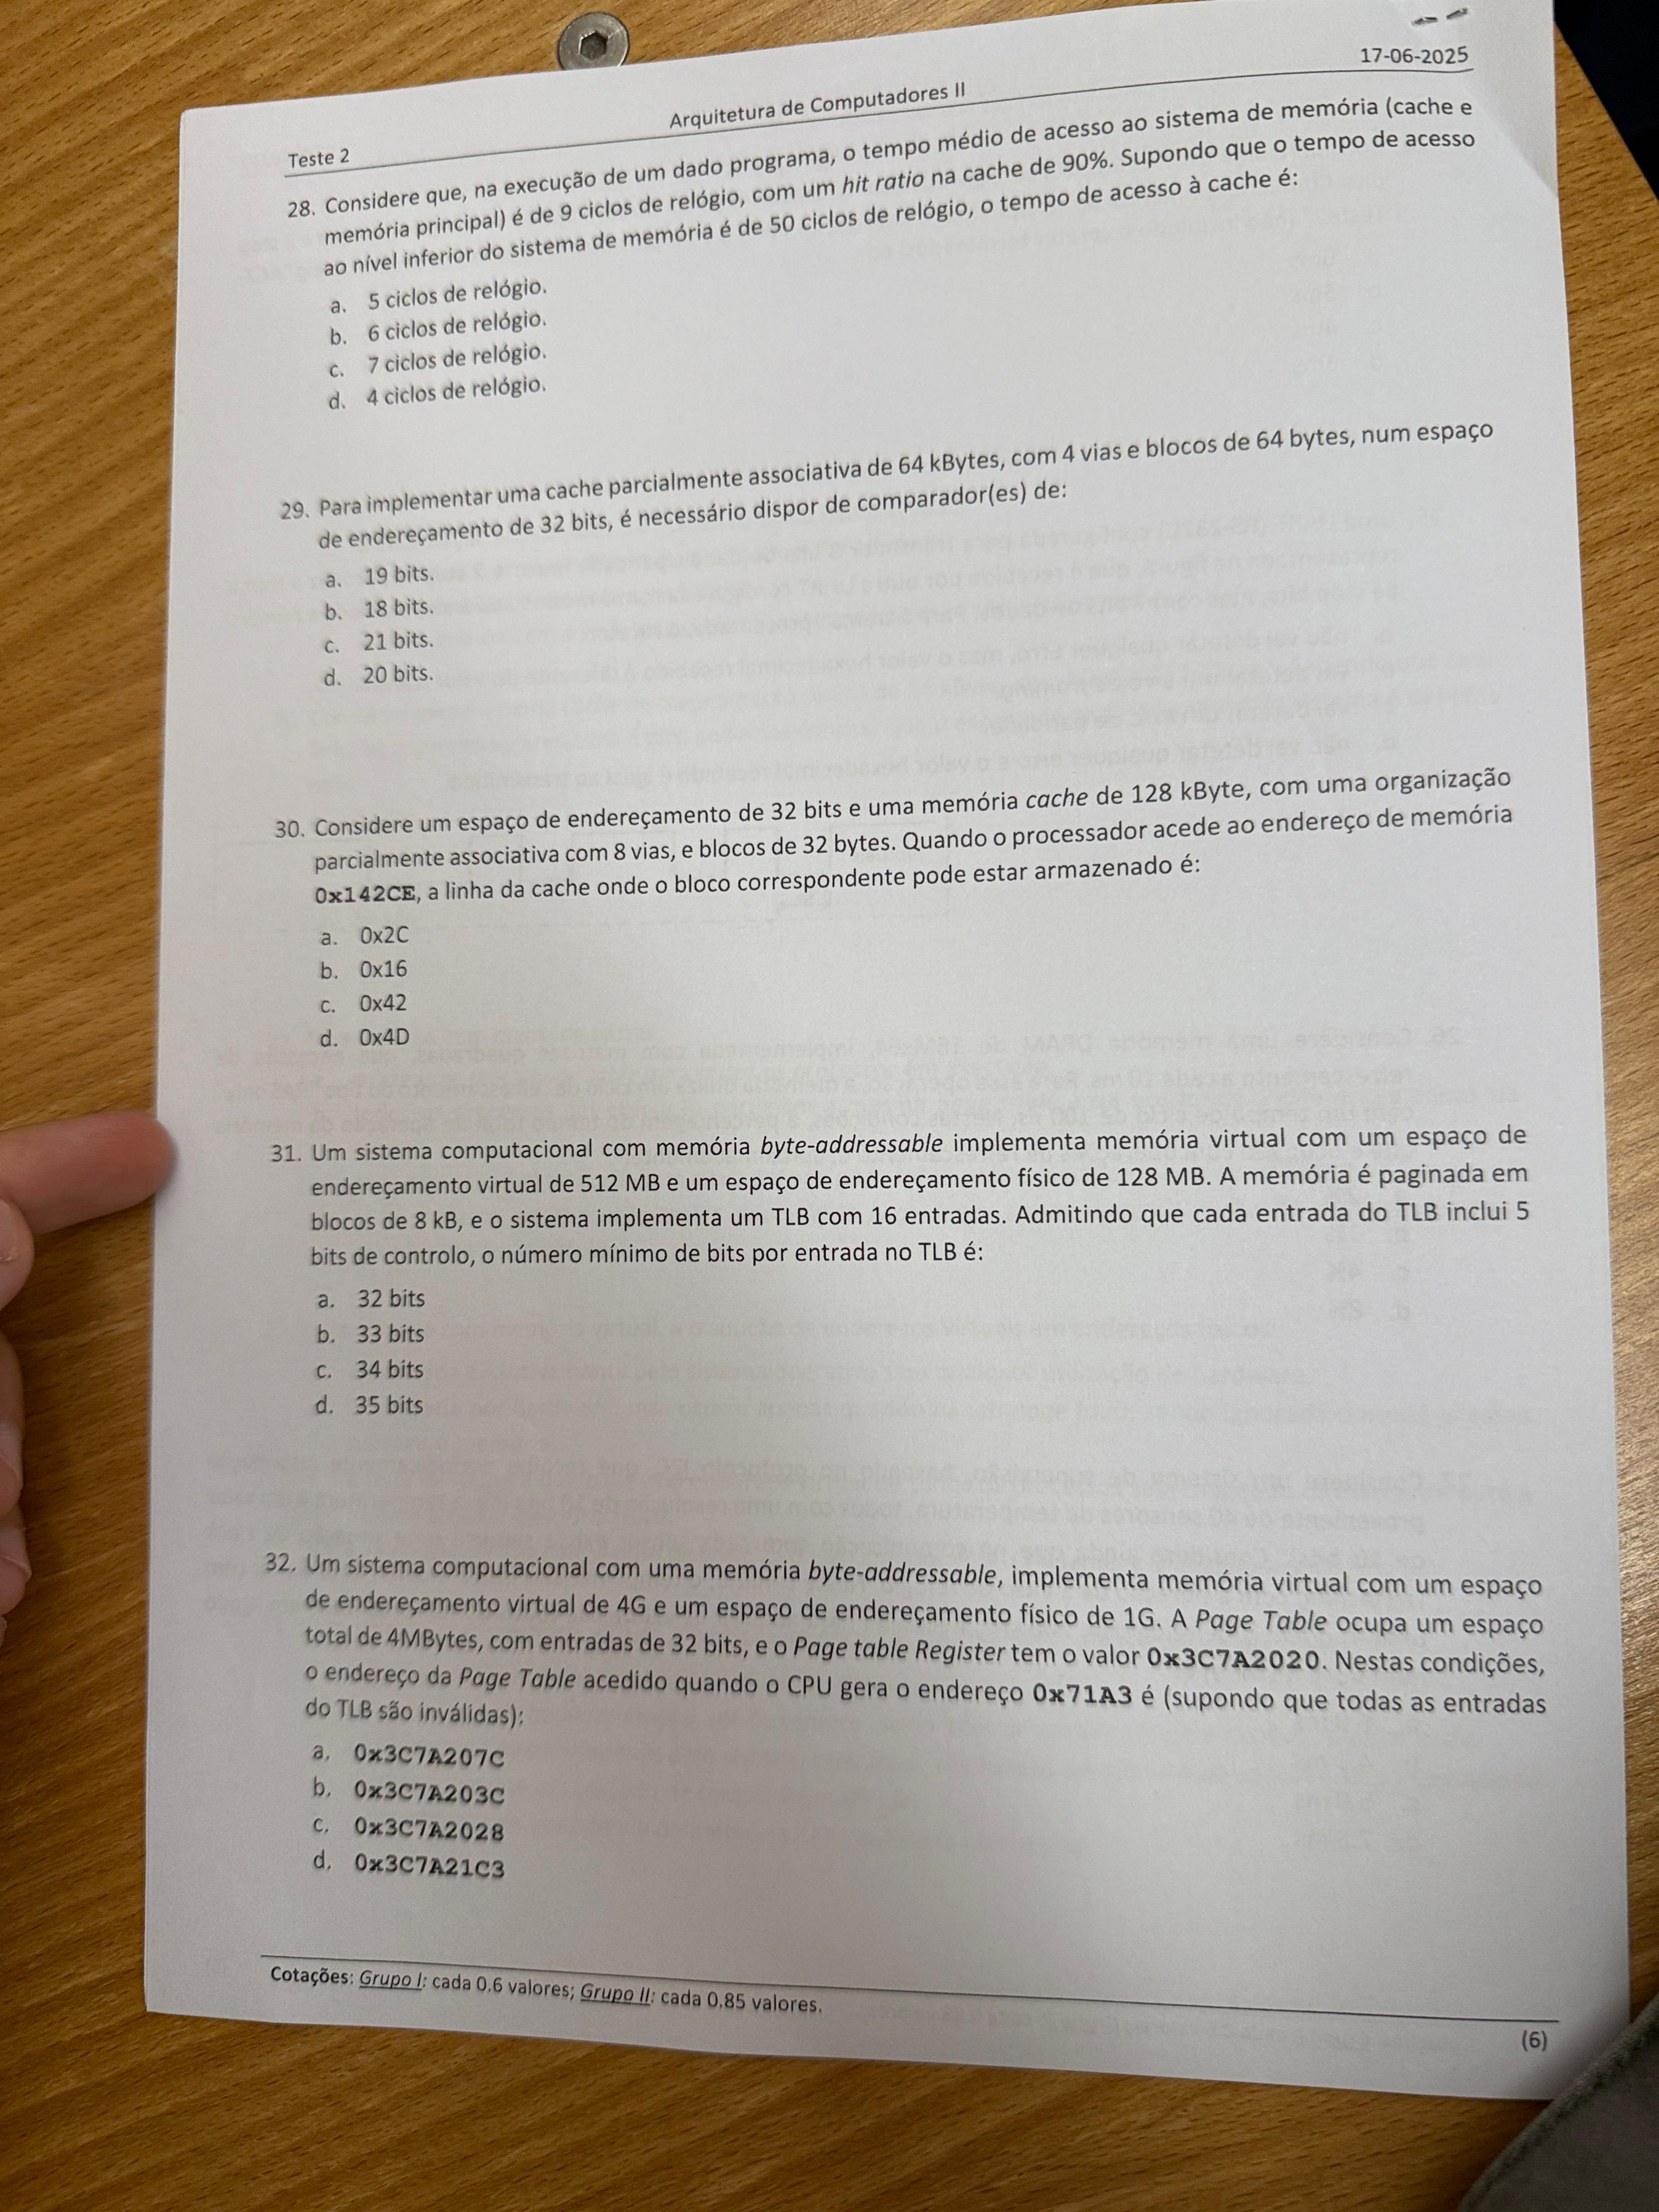 17-06-2025
Arquitetura de Computadores II
Teste 2
28. Considere que, na execução de um dado programa, o tempo médio de acesso ao sistema de memória (cache e
memória principal) é de 9 ciclos de relógio, com um hit ratio na cache de 90%. Supondo que o tempo de acesso
ao nível inferior do sistema de memória é de 50 ciclos de relógio, o tempo de acesso à cache é:
a. 5 ciclos de relógio.
b. 6 ciclos de relógio.
c. 7 ciclos de relógio.
d. 4 ciclos de relógio.
29. Para implementar uma cache parcialmente associativa de 64 kBytes, com 4 vias e blocos de 64 bytes, num espaço
de endereçamento de 32 bits, é necessário dispor de comparador(es) de:
a. 19 bits.
b. 18 bits.
c. 21 bits.
d. 20 bits.
30. Considere um espaço de endereçamento de 32 bits e uma memória cache de 128 kByte, com uma organização
parcialmente associativa com 8 vias, e blocos de 32 bytes. Quando o processador acede ao endereço de memória
0x142CE, a linha da cache onde o bloco correspondente pode estar armazenado é:
a. 0x2C
b. 0x16
c. 0x42
d. 0x4D
31. Um sistema computacional com memória byte-addressable implementa memória virtual com um espaço de
endereçamento virtual de 512 MB e um espaço de endereçamento físico de 128 MB. A memória é paginada em
blocos de 8 kB, e o sistema implementa um TLB com 16 entradas. Admitindo que cada entrada do TLB inclui 5
bits de controlo, o número mínimo de bits por entrada no TLB é:
a. 32 bits
b. 33 bits
c. 34 bits
d. 35 bits
32. Um sistema computacional com uma memória byte-addressable, implementa memória virtual com um espaço
de endereçamento virtual de 4G e um espaço de endereçamento físico de 1G. A Page Table ocupa um espaço
total de 4MBytes, com entradas de 32 bits, e o Page table Register tem o valor 0x3C7A2020. Nestas condições,
o endereço da Page Table acedido quando o CPU gera o endereço 0x71A3 é (supondo que todas as entradas
do TLB são inválidas):
a. 0x3C7A207C
b. 0x3C7A203C
c. 0x3C7A2028
d. 0x3C7A21C3
Cotações: Grupo I: cada 0.6 valores; Grupo II: cada 0.85 valores.
(6)